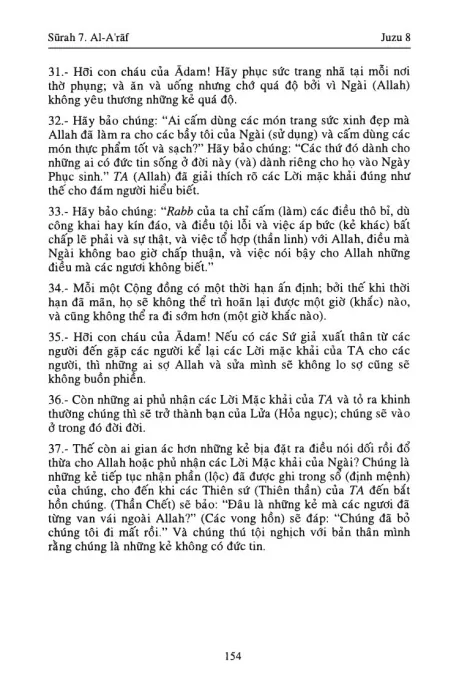 Sūrah 7. Al-A'rāf Juzu 8
31.- Hỡi con cháu của Ādam! Hãy phục sức trang nhã tại mỗi nơi
thờ phụng; và ăn và uống nhưng chớ quá độ bởi vì Ngài (Allah)
không yêu thương những kẻ quá độ.
32.- Hãy bảo chúng: “Ai cấm dùng các món trang sức xinh đẹp mà
Allah đã làm ra cho các bầy tôi của Ngài (sử dụng) và cấm dùng các
món thực phẩm tốt và sạch?” Hãy bảo chúng: “Các thứ đó dành cho
những ai có đức tin sống ở đời này (và) dành riêng cho họ vào Ngày
Phục sinh.” TA (Allah) đã giải thích rõ các Lời mặc khải đúng như
thế cho đám người hiểu biết.
33.- Hãy bảo chúng: “Rabb của ta chỉ cấm (làm) các điều thô bỉ, dù
công khai hay kín đáo, và điều tội lỗi và việc áp bức (kẻ khác) bất
chấp lẽ phải và sự thật, và việc tổ hợp (thần linh) với Allah, điều mà
Ngài không bao giờ chấp thuận, và việc nói bậy cho Allah những
điều mà các ngươi không biết.”
34.- Mỗi một Cộng đồng có một thời hạn ấn định; bởi thế khi thời
hạn đã mãn, họ sẽ không thể trì hoãn lại được một giờ (khắc) nào,
và cũng không thể ra đi sớm hơn (một giờ khắc nào).
35.- Hỡi con cháu của Ādam! Nếu có các Sứ giả xuất thân từ các
người đến gặp các người kể lại các Lời mặc khải của TA cho các
người, thì những ai sợ Allah và sửa mình sẽ không lo sợ cũng sẽ
không buồn phiền.
36.- Còn những ai phủ nhận các Lời Mặc khải của TA và tỏ ra khinh
thường chúng thì sẽ trở thành bạn của Lửa (Hỏa ngục); chúng sẽ vào
ở trong đó đời đời.
37.- Thế còn ai gian ác hơn những kẻ bịa đặt ra điều nói dối rồi đổ
thừa cho Allah hoặc phủ nhận các Lời Mặc khải của Ngài? Chúng là
những kẻ tiếp tục nhận phần (lộc) đã được ghi trong sổ (định mệnh)
của chúng, cho đến khi các Thiên sứ (Thiên thần) của TA đến bắt
hồn chúng. (Thần Chết) sẽ bảo: “Đâu là những kẻ mà các ngươi đã
từng van vái ngoài Allah?” (Các vong hồn) sẽ đáp: “Chúng đã bỏ
chúng tôi đi mất rồi.” Và chúng thú tội nghịch với bản thân mình
rằng chúng là những kẻ không có đức tin.
154